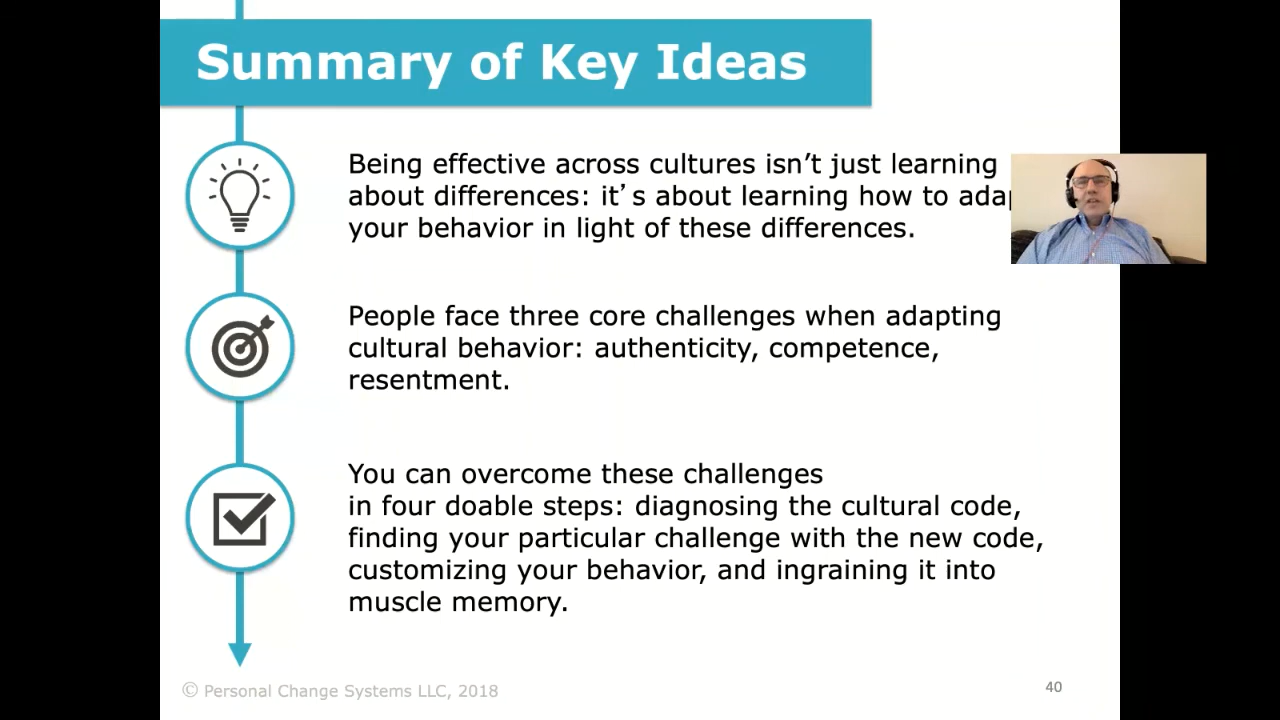 Summary of Key Ideas
Being effective across cultures isn’t just learning
about differences: it’s about learning how to
your behavior in light of these differences.
People face three core challenges when adapting
cultural behavior: authenticity, competence,
resentment.
You can overcome these challenges
in four doable steps: diagnosing the cultural code,
finding your particular challenge with the new code,
customizing your behavior, and ingraining it into
muscle memory.
© Personal Change Systems LLC, 2018
40